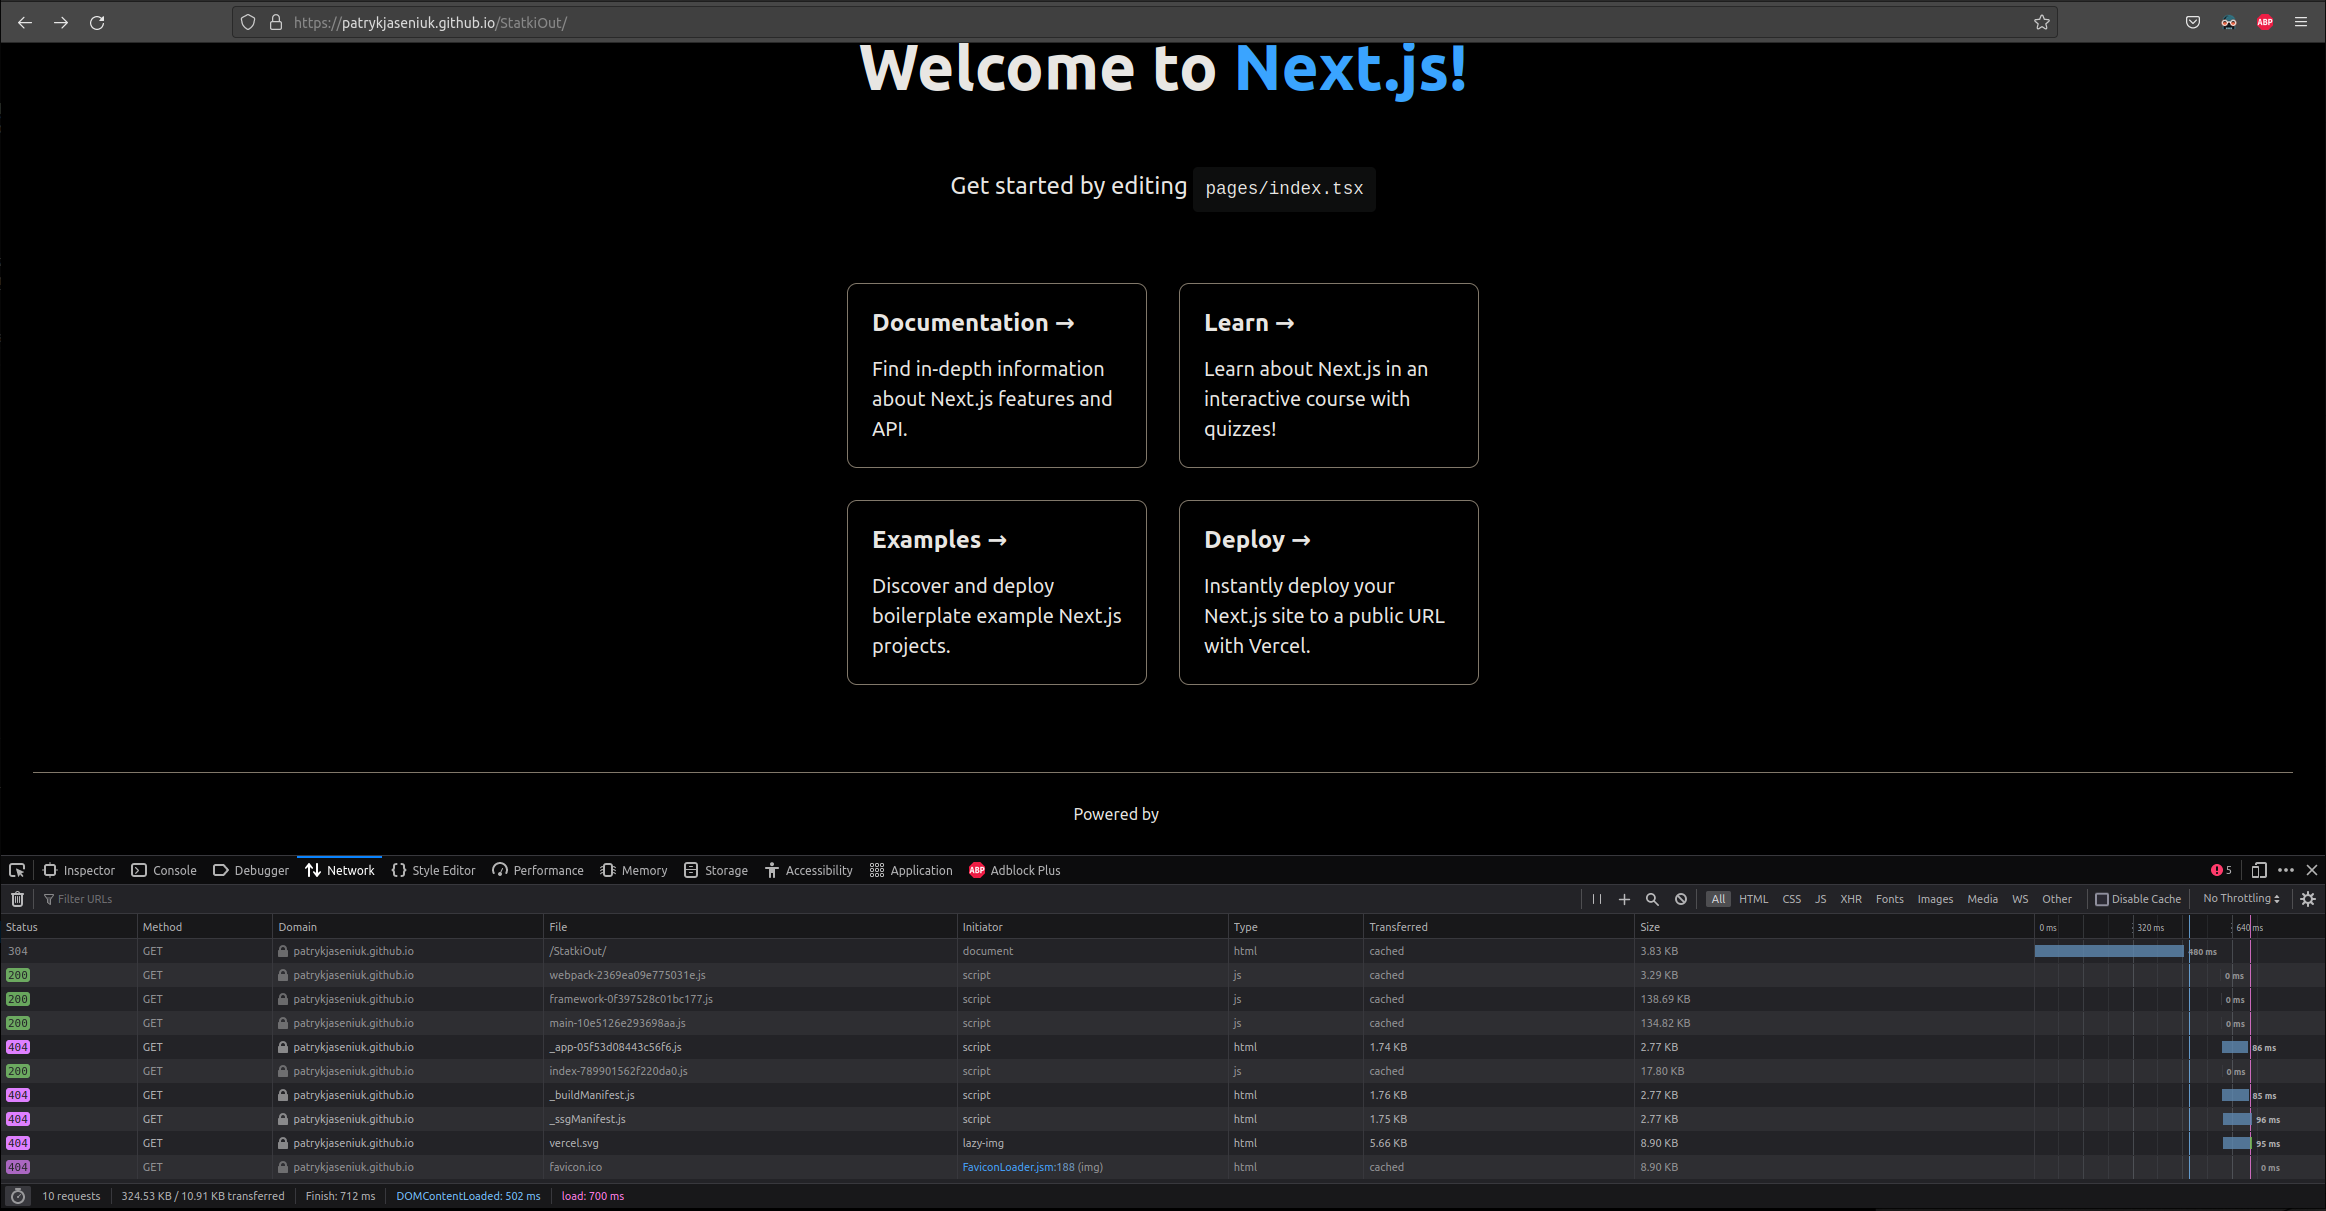 https://patrykjaseniuk.github.io/StatkiOut/
ABP
Welcome to Next.js!
Get started by editing pages/index.tsx
Documentation →
Find in-depth information
about Next.js features and
API.
Learn →
Learn about Next.js in an
interactive course with
quizzes!
Examples →
Discover and deploy
boilerplate example Next.js
projects.
Deploy →
Instantly deploy your
Next.js site to a public URL
with Vercel.
Powered by
Inspector Console Debugger Network Style Editor Performance Memory Storage Accessibility Application ABP Adblock Plus 5
Filter URLs All HTML CSS JS XHR Fonts Images Media WS Other Disable Cache No Throttling
Status Method Domain File Initiator Type Transferred Size 0 ms 320 ms 640 ms
304 GET patrykjaseniuk.github.io /StatkiOut/ document html cached 3.83 KB 480 ms
200 GET patrykjaseniuk.github.io webpack-2369ea09e775031e.js script js cached 3.29 KB 0 ms
200 GET patrykjaseniuk.github.io framework-0f397528c01bc177.js script js cached 138.69 KB 0 ms
200 GET patrykjaseniuk.github.io main-10e5126e293698aa.js script js cached 134.82 KB 0 ms
404 GET patrykjaseniuk.github.io _app-05f53d08443c56f6.js script html 1.74 KB 2.77 KB 86 ms
200 GET patrykjaseniuk.github.io index-789901562f220da0.js script js cached 17.80 KB 0 ms
404 GET patrykjaseniuk.github.io _buildManifest.js script html 1.76 KB 2.77 KB 85 ms
404 GET patrykjaseniuk.github.io _ssgManifest.js script html 1.75 KB 2.77 KB 96 ms
404 GET patrykjaseniuk.github.io vercel.svg lazy-img html 5.66 KB 8.90 KB 95 ms
404 GET patrykjaseniuk.github.io favicon.ico FaviconLoader.jsm:188 (img) html cached 8.90 KB 0 ms
10 requests 324.53 KB / 10.91 KB transferred Finish: 712 ms DOMContentLoaded: 502 ms load: 700 ms